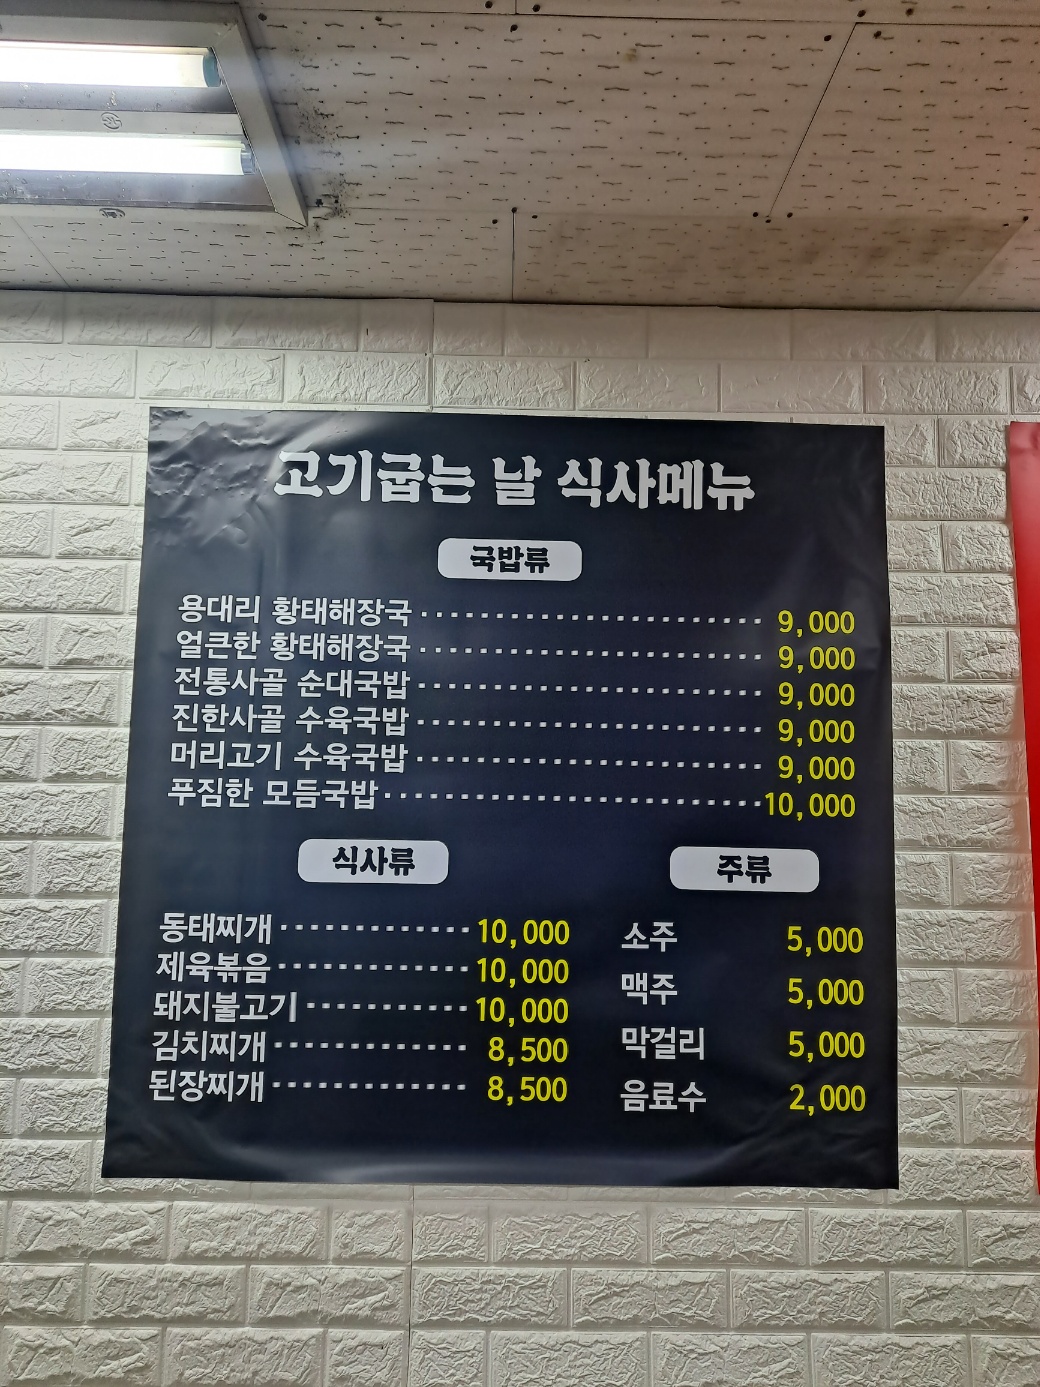 고기굽는 날 식사메뉴
국밥류
용대리 황태해장국 9,000
얼큰한 황태해장국 9,000
전통사골 순대국밥 9,000
진한사골 수육국밥 9,000
머리고기 수육국밥 9,000
푸짐한 모듬국밥 10,000
식사류
동태찌개 10,000
제육볶음 10,000
돼지불고기 10,000
김치찌개 8,500
된장찌개 8,500
주류
소주 5,000
맥주 5,000
막걸리 5,000
음료수 2,000